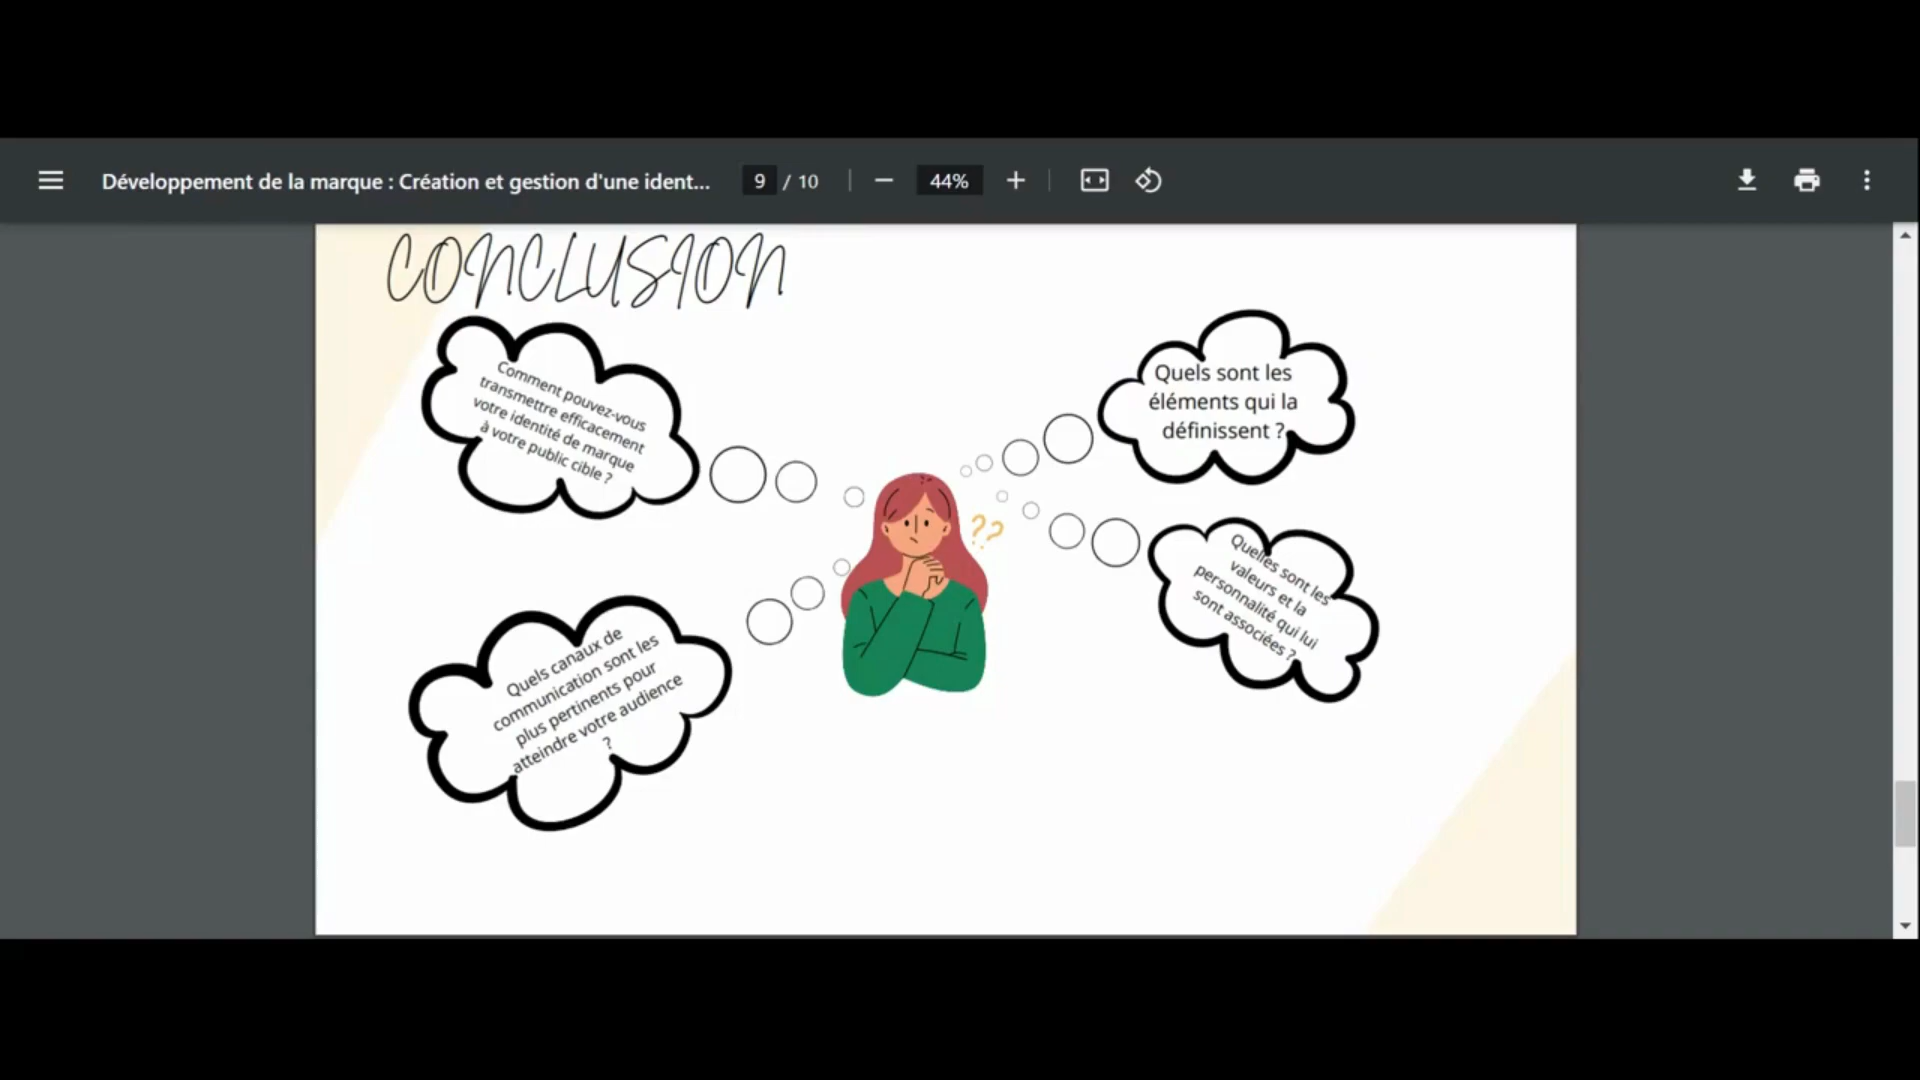 Développement de la marque : Création et gestion d'une ident...
9 / 10
44%
CONCLUSION
Comment pouvez-vous
transmettre efficacement
votre identité de marque
à votre public cible ?
Quels sont les
éléments qui la
définissent ?
??
Quelles sont les
valeurs et la
personnalité qui lui
sont associées ?
Quels canaux de
communication sont les
plus pertinents pour
atteindre votre audience
?